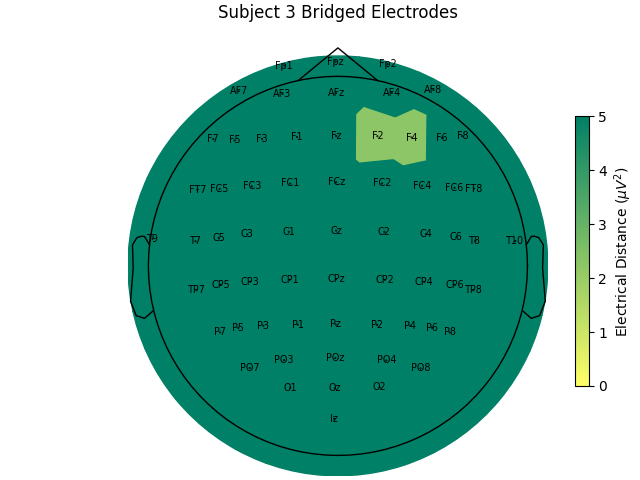 Subject 3 Bridged Electrodes
Fp1 Fpz Fp2
AF7 AF3 AFz AF4 AF8
F7 F5 F3 F1 Fz F2 F4 F6 F8
FT7 FC5 FC3 FC1 FCz FC2 FC4 FC6 FT8
T9 T7 C5 C3 C1 Cz C2 C4 C6 T8 T10
TP7 CP5 CP3 CP1 CPz CP2 CP4 CP6 TP8
P7 P5 P3 P1 Pz P2 P4 P6 P8
PO7 PO3 POz PO4 PO8
O1 Oz O2
Iz
5
4
3
2
1
0
Electrical Distance (μV²)